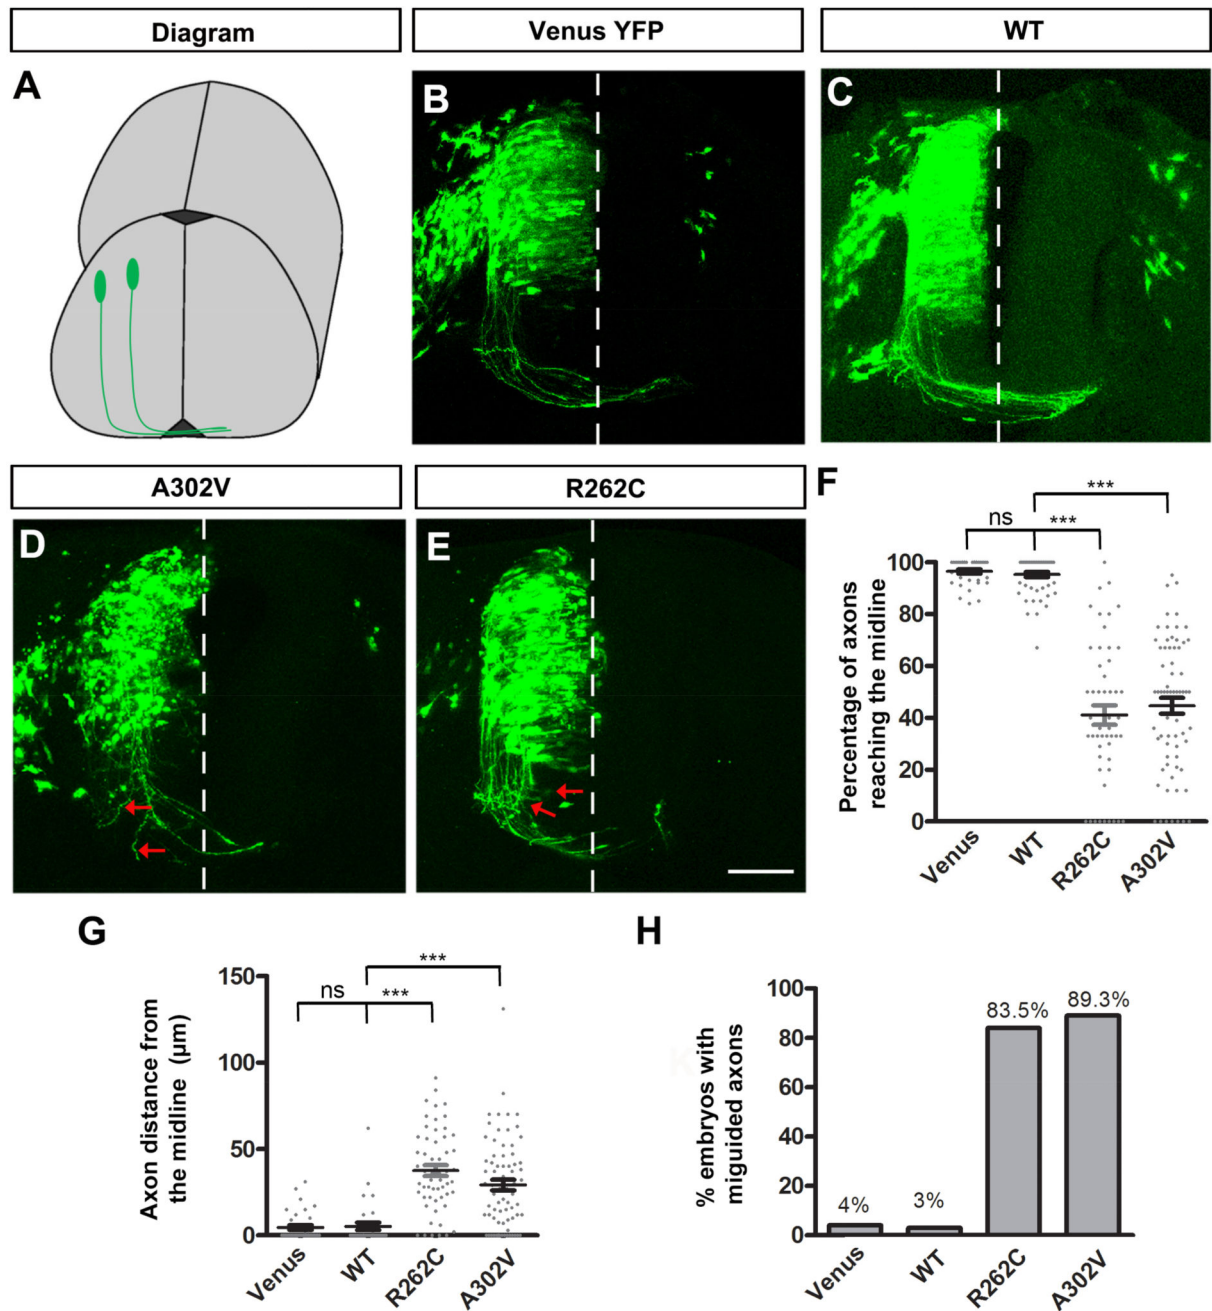 Diagram
Venus YFP
WT
A
B
C
A302V
R262C
D
E
F
ns
***
***
100
80
60
40
20
0
Percentage of axons
reaching the midline
Venus
WT
R262C
A302V
G
ns
***
***
150
100
50
0
Axon distance from
the midline (µm)
Venus
WT
R262C
A302V
H
100
80
60
40
20
0
% embryos with
miguided axons
4%
3%
83.5%
89.3%
Venus
WT
R262C
A302V